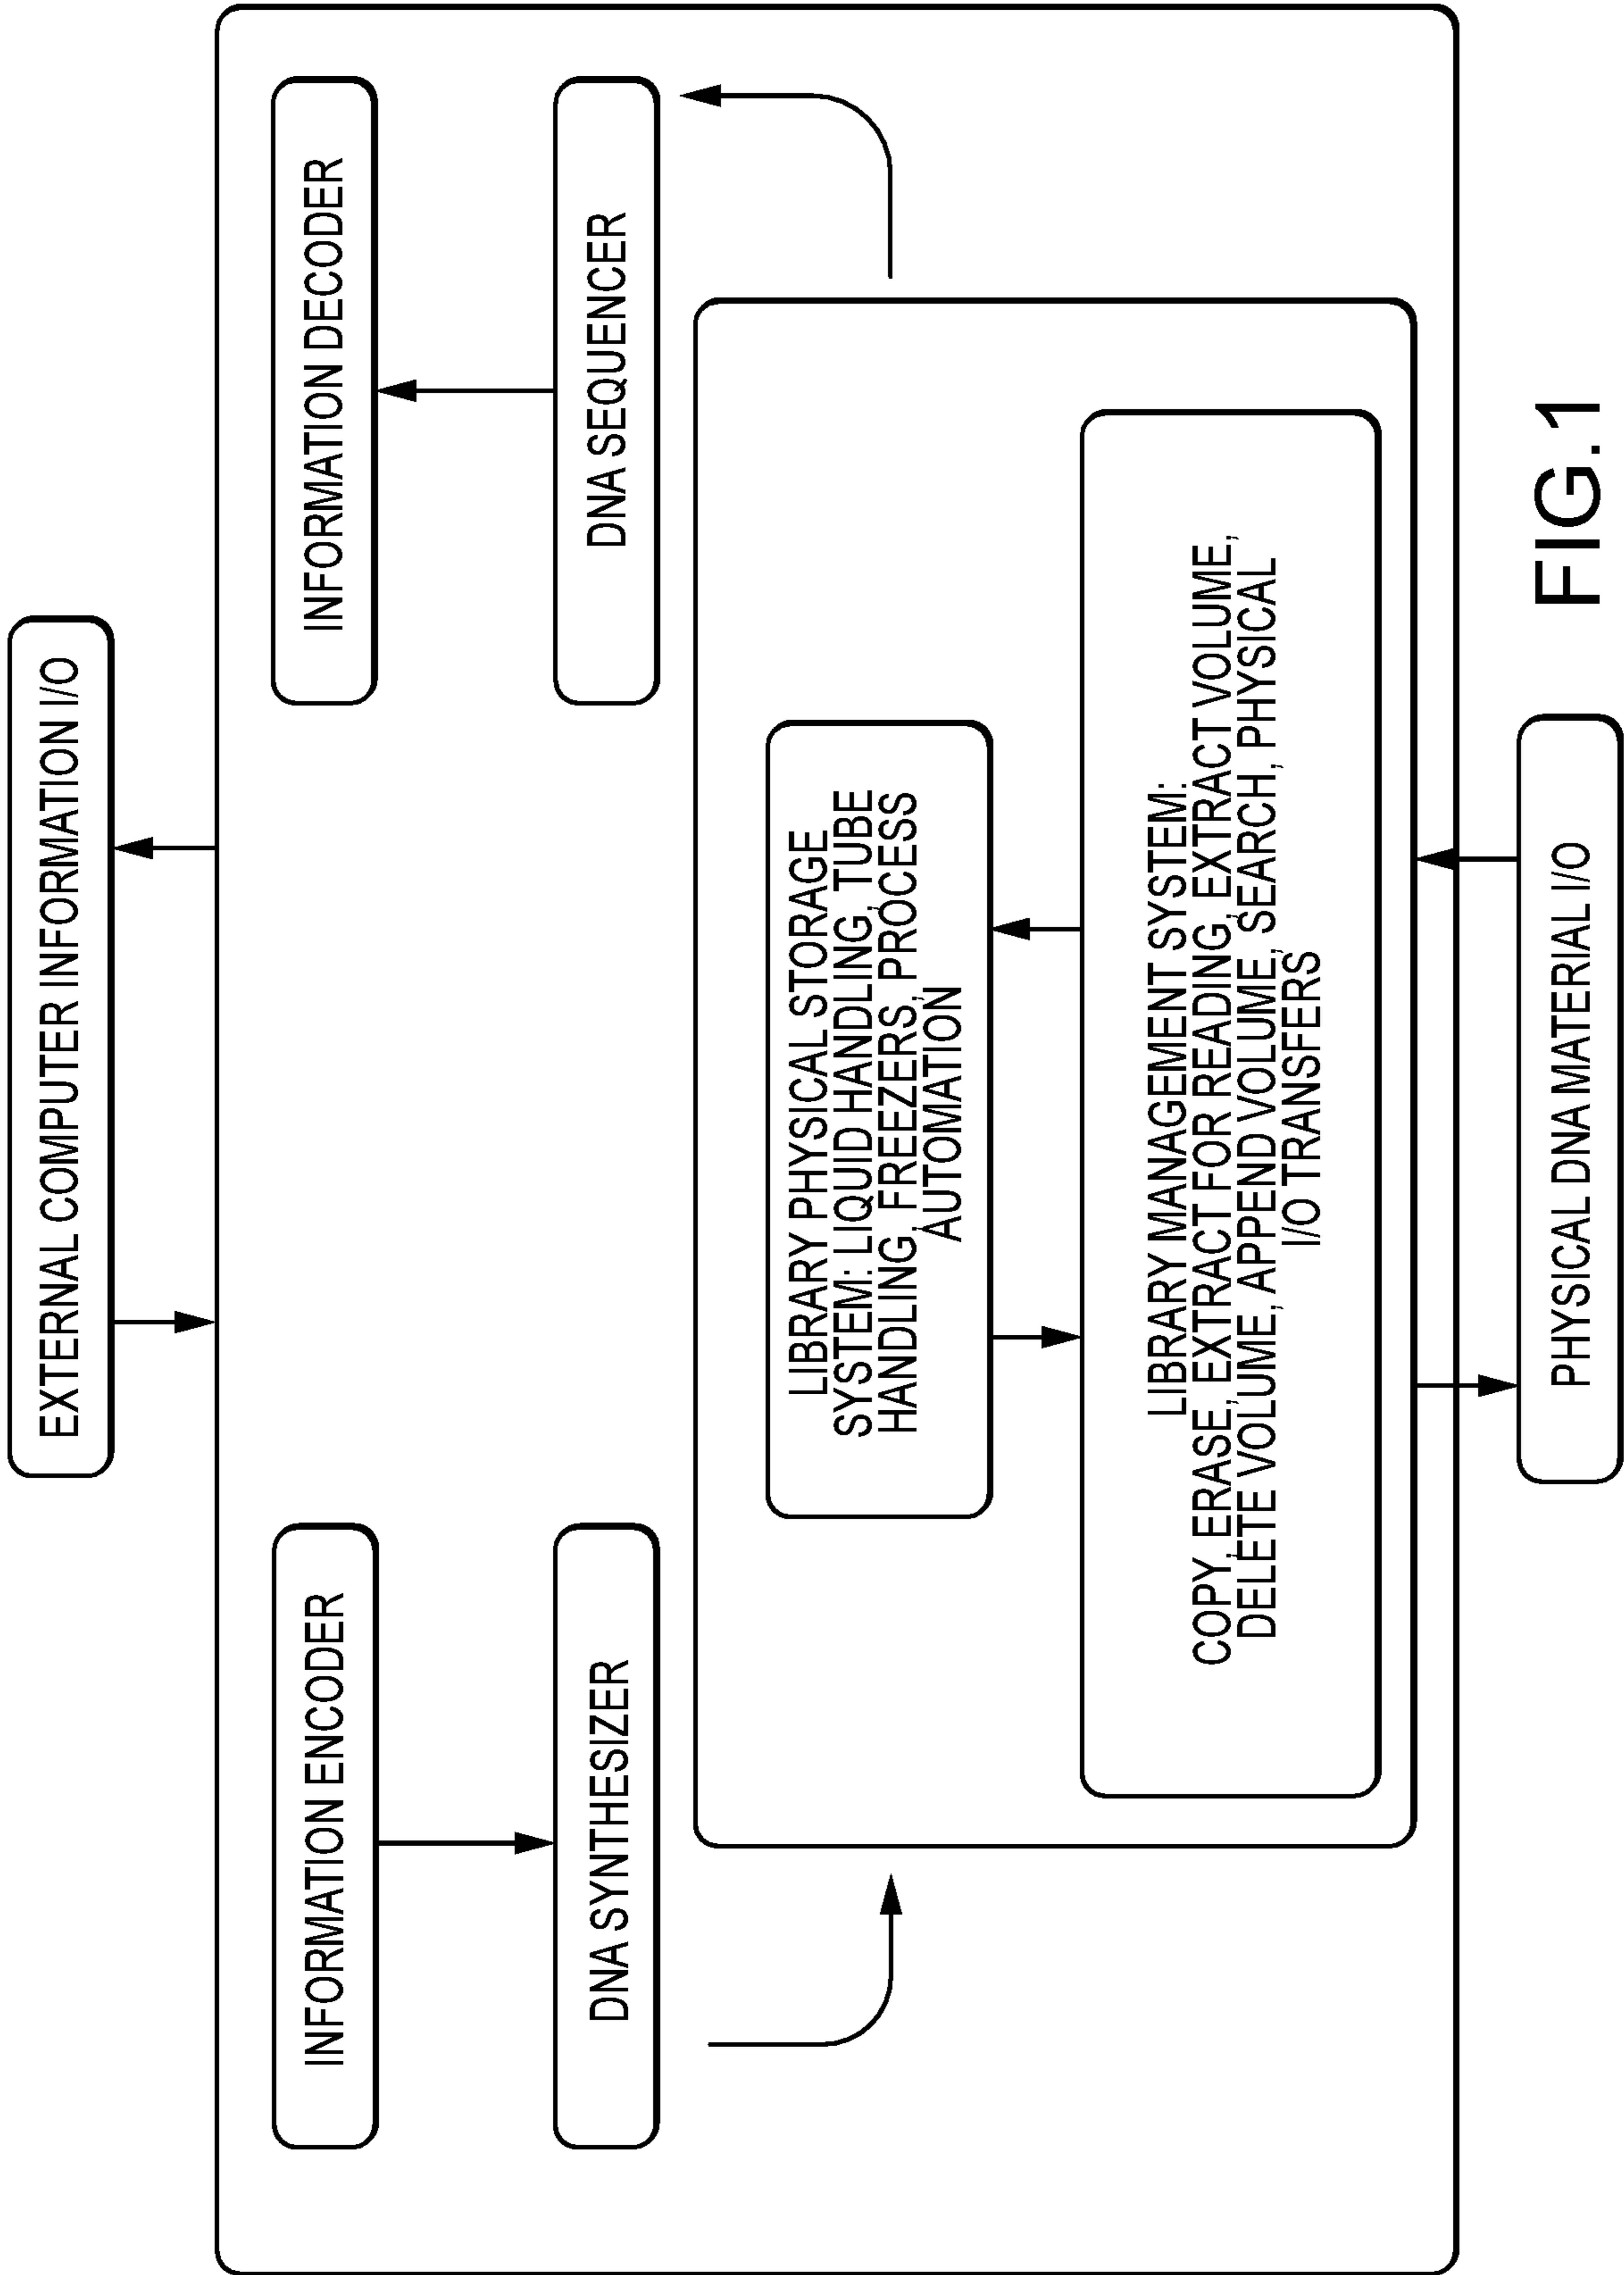 EXTERNAL COMPUTER INFORMATION I/O
INFORMATION ENCODER
INFORMATION DECODER
DNA SYNTHESIZER
DNA SEQUENCER
LIBRARY PHYSICAL STORAGE
SYSTEM: LIQUID HANDLING, TUBE
HANDLING, FREEZERS, PROCESS
AUTOMATION
LIBRARY MANAGEMENT SYSTEM:
COPY, ERASE, EXTRACT FOR READING, EXTRACT VOLUME,
DELETE VOLUME, APPEND VOLUME, SEARCH, PHYSICAL
I/O TRANSFERS
PHYSICAL DNA MATERIAL I/O
FIG.1